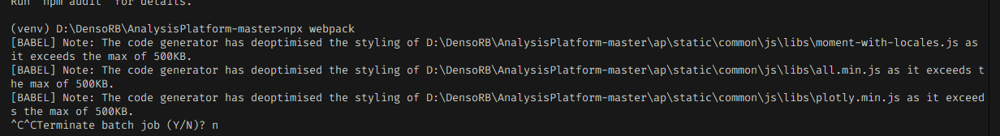 Run `npm audit` for details.
(venv) D:\DensoRB\AnalysisPlatform-master>npx webpack
[BABEL] Note: The code generator has deoptimised the styling of D:\DensoRB\AnalysisPlatform-master\ap\static\common\js\libs\moment-with-locales.js as
it exceeds the max of 500KB.
[BABEL] Note: The code generator has deoptimised the styling of D:\DensoRB\AnalysisPlatform-master\ap\static\common\js\libs\all.min.js as it exceeds t
he max of 500KB.
[BABEL] Note: The code generator has deoptimised the styling of D:\DensoRB\AnalysisPlatform-master\ap\static\common\js\libs\plotly.min.js as it exceed
s the max of 500KB.
^C^CTerminate batch job (Y/N)? n